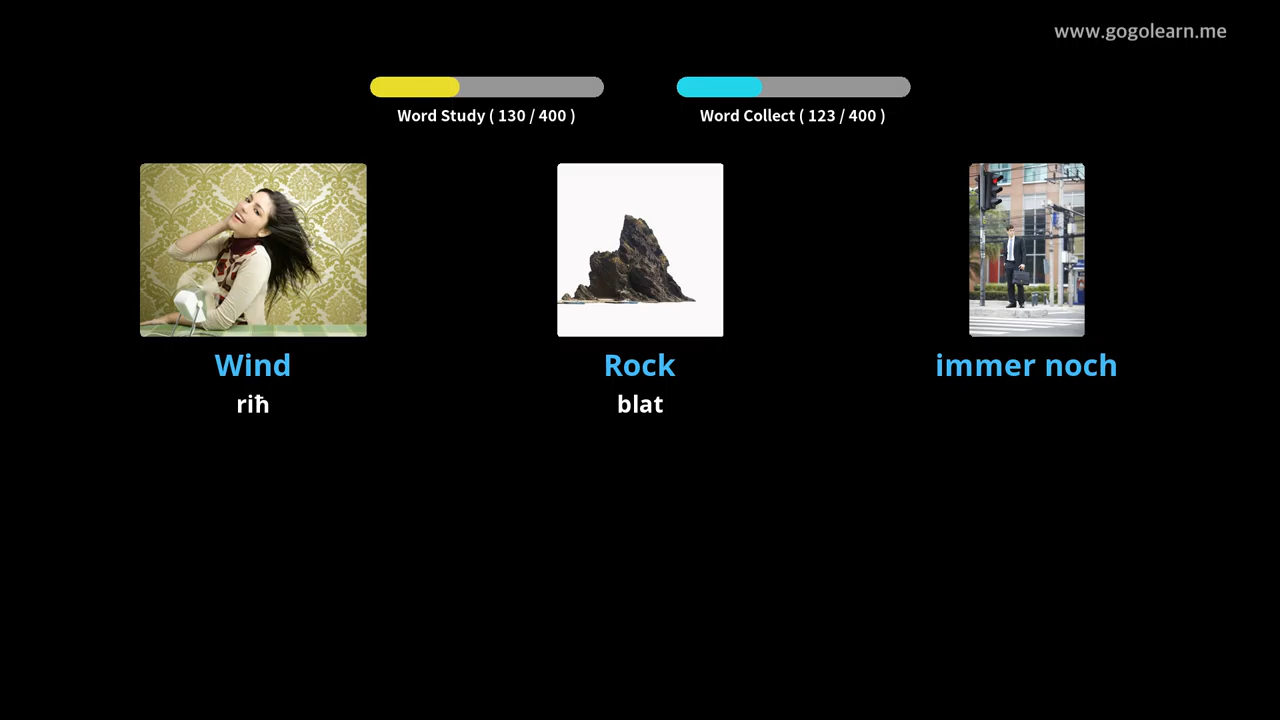 www.gogolearn.me
Word Study ( 130 / 400 )
Word Collect ( 123 / 400 )
Wind
riħ
Rock
blat
immer noch